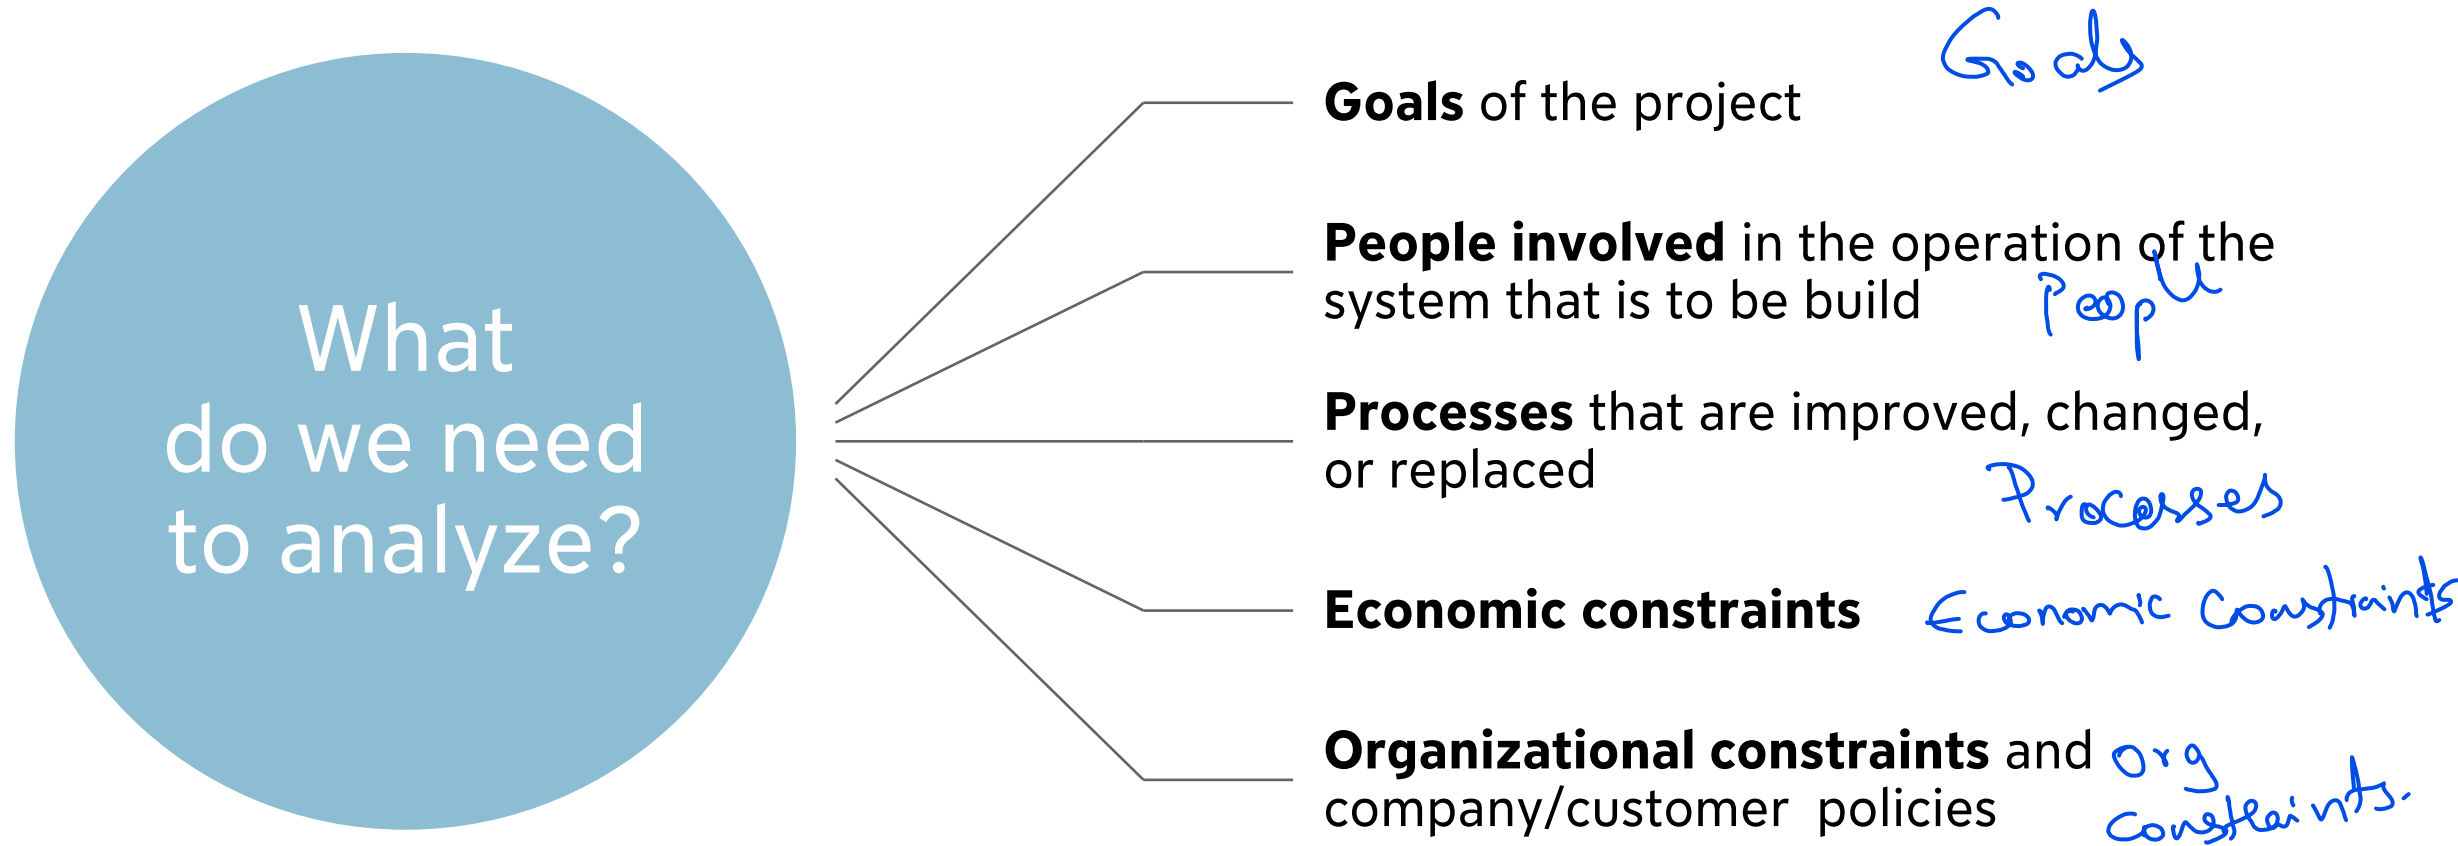 What
do we need
to analyze?
Goals of the project
Goals
People involved in the operation of the
system that is to be build
People
Processes that are improved, changed,
or replaced
Processes
Economic constraints
Economic Constraints
Organizational constraints and
company/customer policies
Org
Constraints.